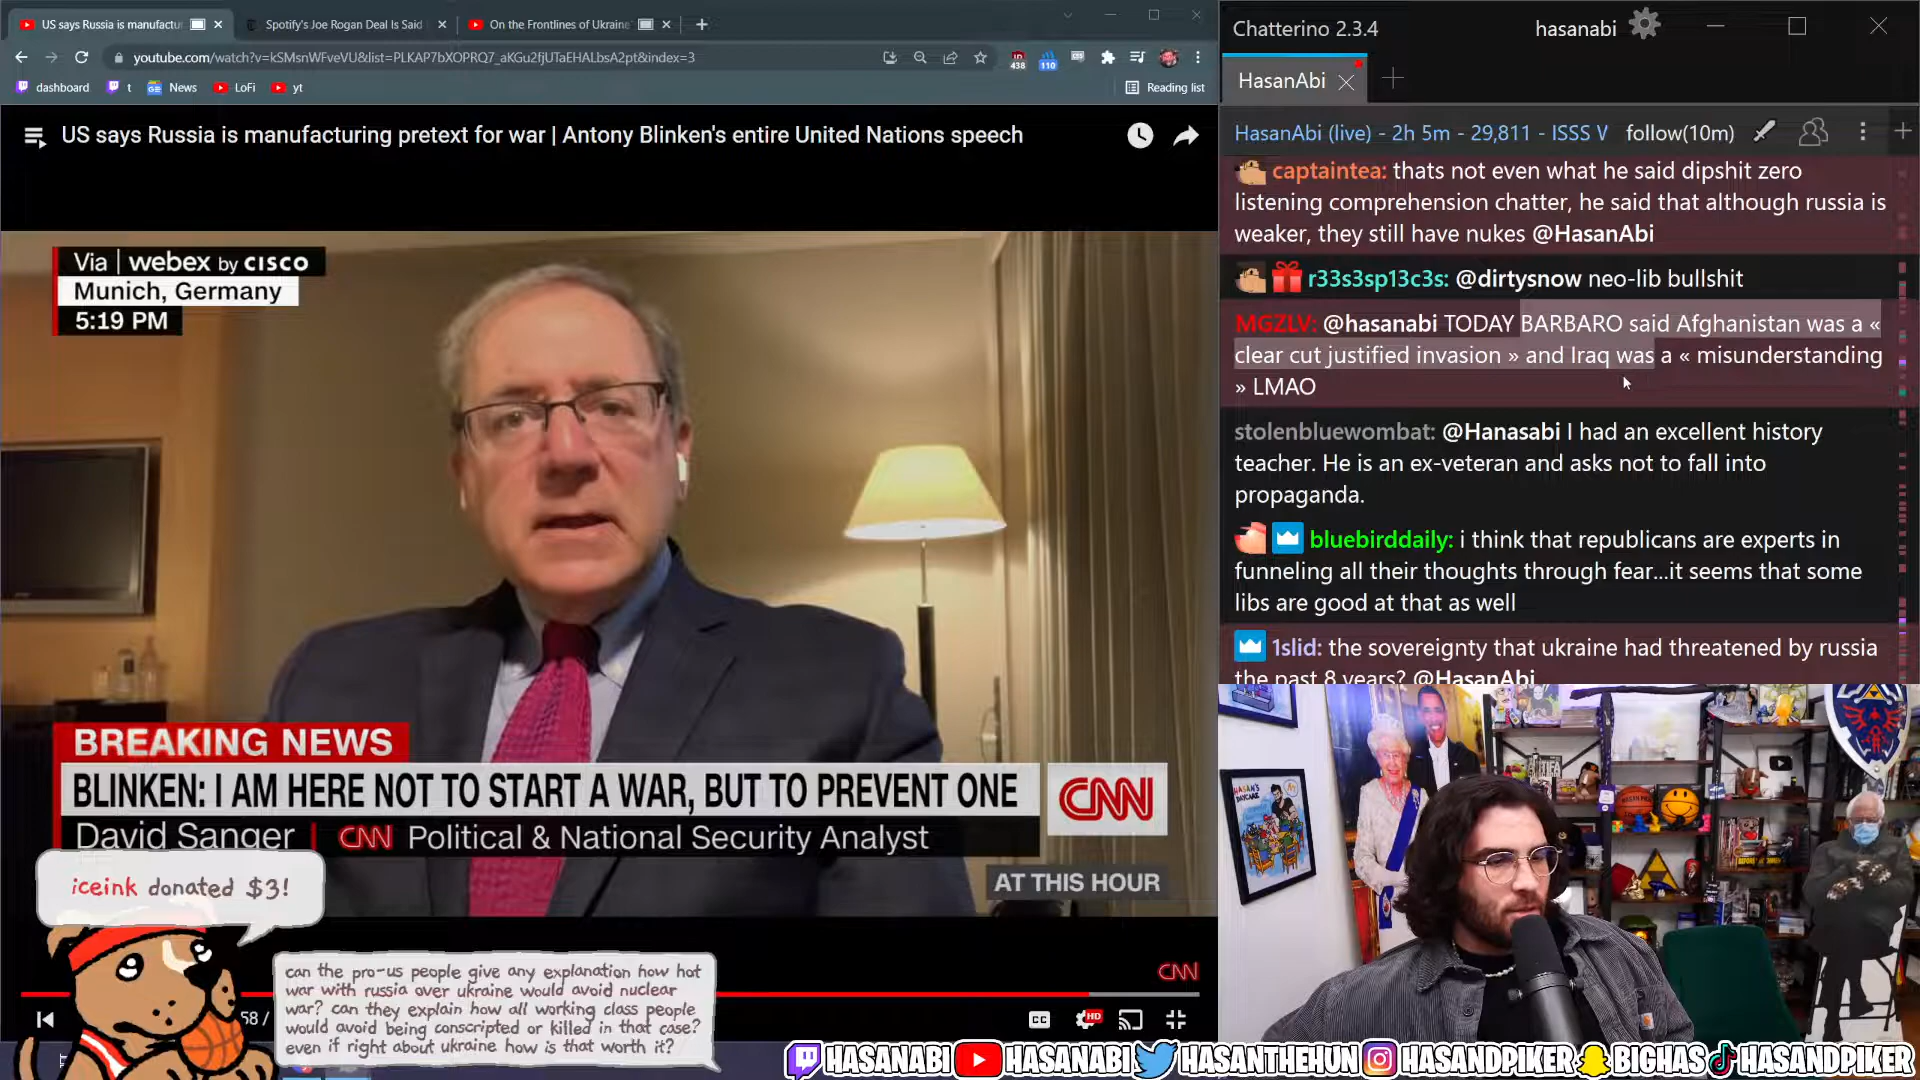 US says Russia is manufactu
Spotify's Joe Rogan Deal Is Said
On the Frontlines of Ukraine
youtube.com/watch?v=kSMsnWFveVU&list=PLKAP7bXOPRQ7_aKGu2fjUTaEHALbsA2pt&index=3
438
110
dashboard
t
News
LoFi
yt
Reading list
US says Russia is manufacturing pretext for war | Antony Blinken's entire United Nations speech
Via | webex by CISCO
Munich, Germany
5:19 PM
BREAKING NEWS
BLINKEN: I AM HERE NOT TO START A WAR, BUT TO PREVENT ONE
CNN
David Sanger | CNN Political & National Security Analyst
AT THIS HOUR
CNN
iceink donated $3!
can the pro-us people give any explanation how hot
war with russia over ukraine would avoid nuclear
war? can they explain how all working class people
would avoid being conscripted or killed in that case?
even if right about ukraine how is that worth it?
58 /
CC
HD
Chatterino 2.3.4
hasanabi
HasanAbi
HasanAbi (live) - 2h 5m - 29,811 - ISSS V
follow(10m)
captaintea: thats not even what he said dipshit zero
listening comprehension chatter, he said that although russia is
weaker, they still have nukes @HasanAbi
r33s3sp13c3s: @dirtysnow neo-lib bullshit
MGZLV: @hasanabi TODAY BARBARO said Afghanistan was a «
clear cut justified invasion » and Iraq was a « misunderstanding
» LMAO
stolenbluewombat: @Hanasabi I had an excellent history
teacher. He is an ex-veteran and asks not to fall into
propaganda.
bluebirddaily: i think that republicans are experts in
funneling all their thoughts through fear...it seems that some
libs are good at that as well
1slid: the sovereignty that ukraine had threatened by russia
the past 8 years? @HasanAbi
HASANABI
HASANABI
HASANTHEHUN
HASANDPIKER
BIGHAS
HASANDPIKER